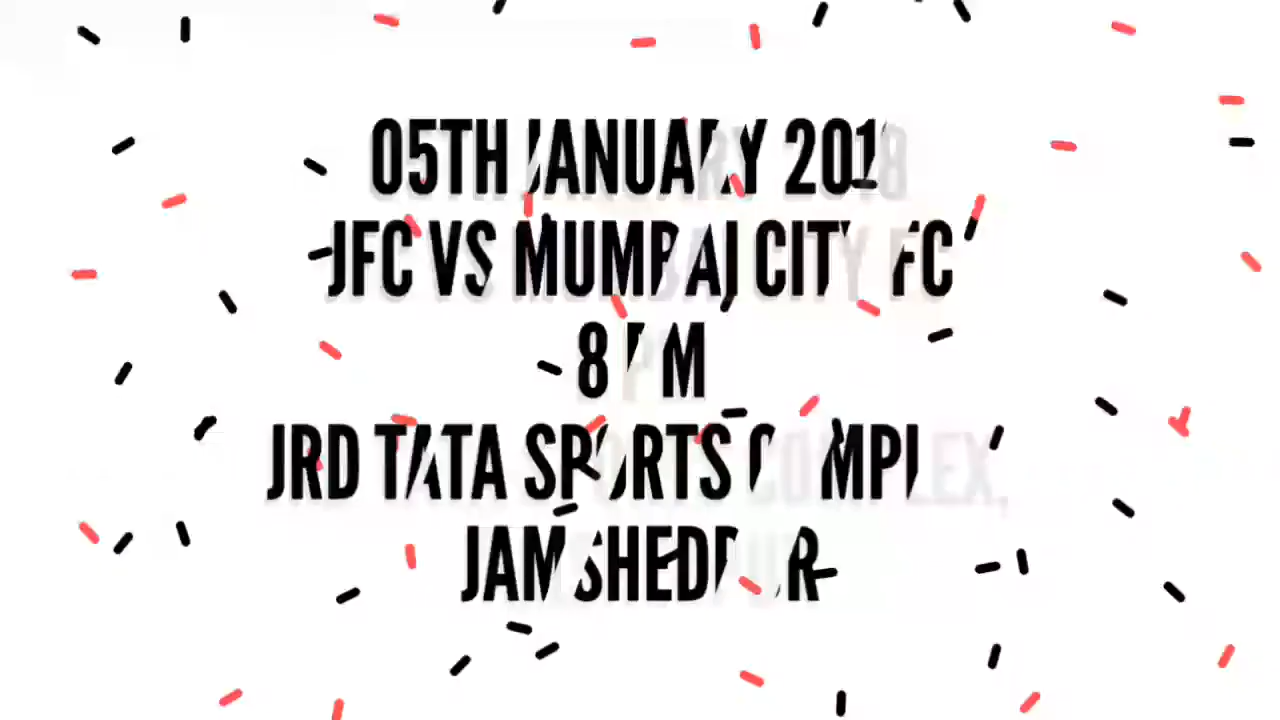 05TH JANUARY 2018
JFC VS MUMBAI CITY FC
8 PM
JRD TATA SPORTS COMPLEX,
JAMSHEDPUR